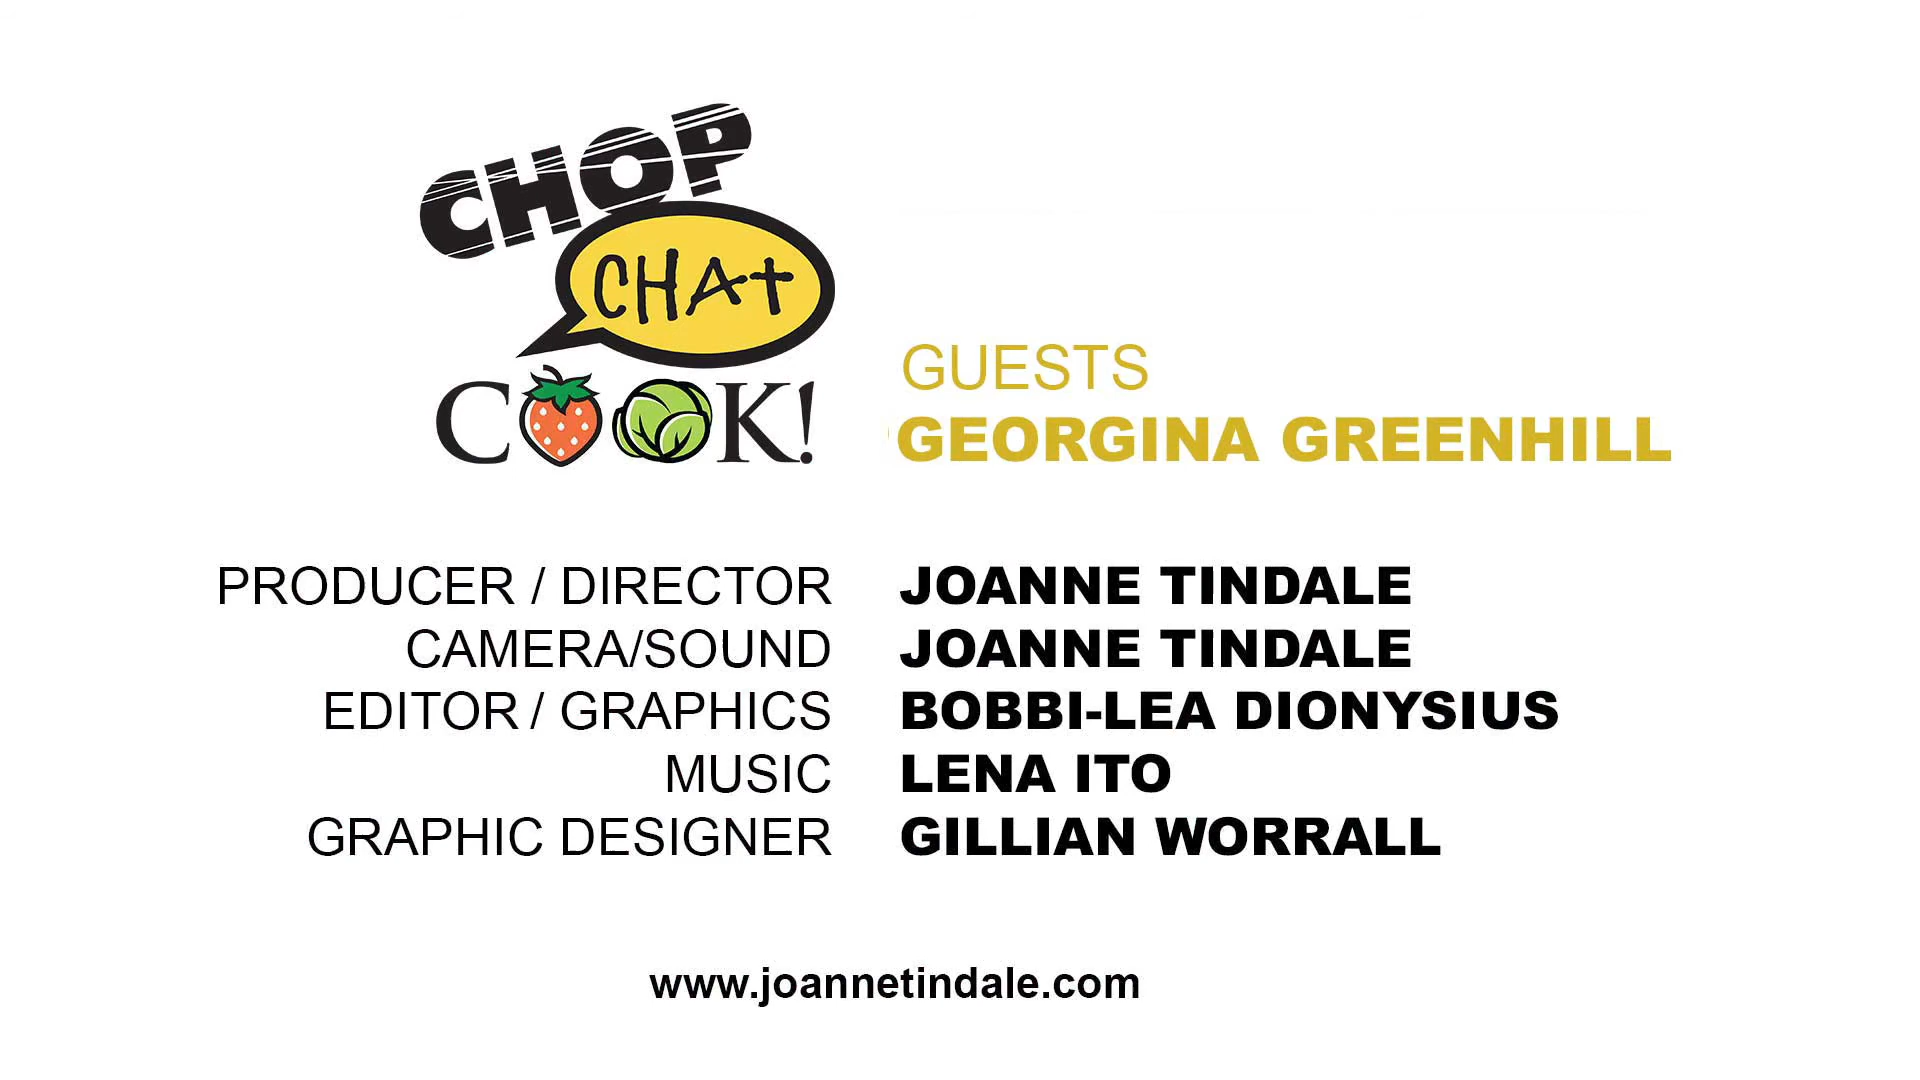 CHOP
CHAT
COOK!
GUESTS
GEORGINA GREENHILL
PRODUCER / DIRECTOR JOANNE TINDALE
CAMERA/SOUND JOANNE TINDALE
EDITOR / GRAPHICS BOBBI-LEA DIONYSIUS
MUSIC LENA ITO
GRAPHIC DESIGNER GILLIAN WORRALL
www.joannetindale.com